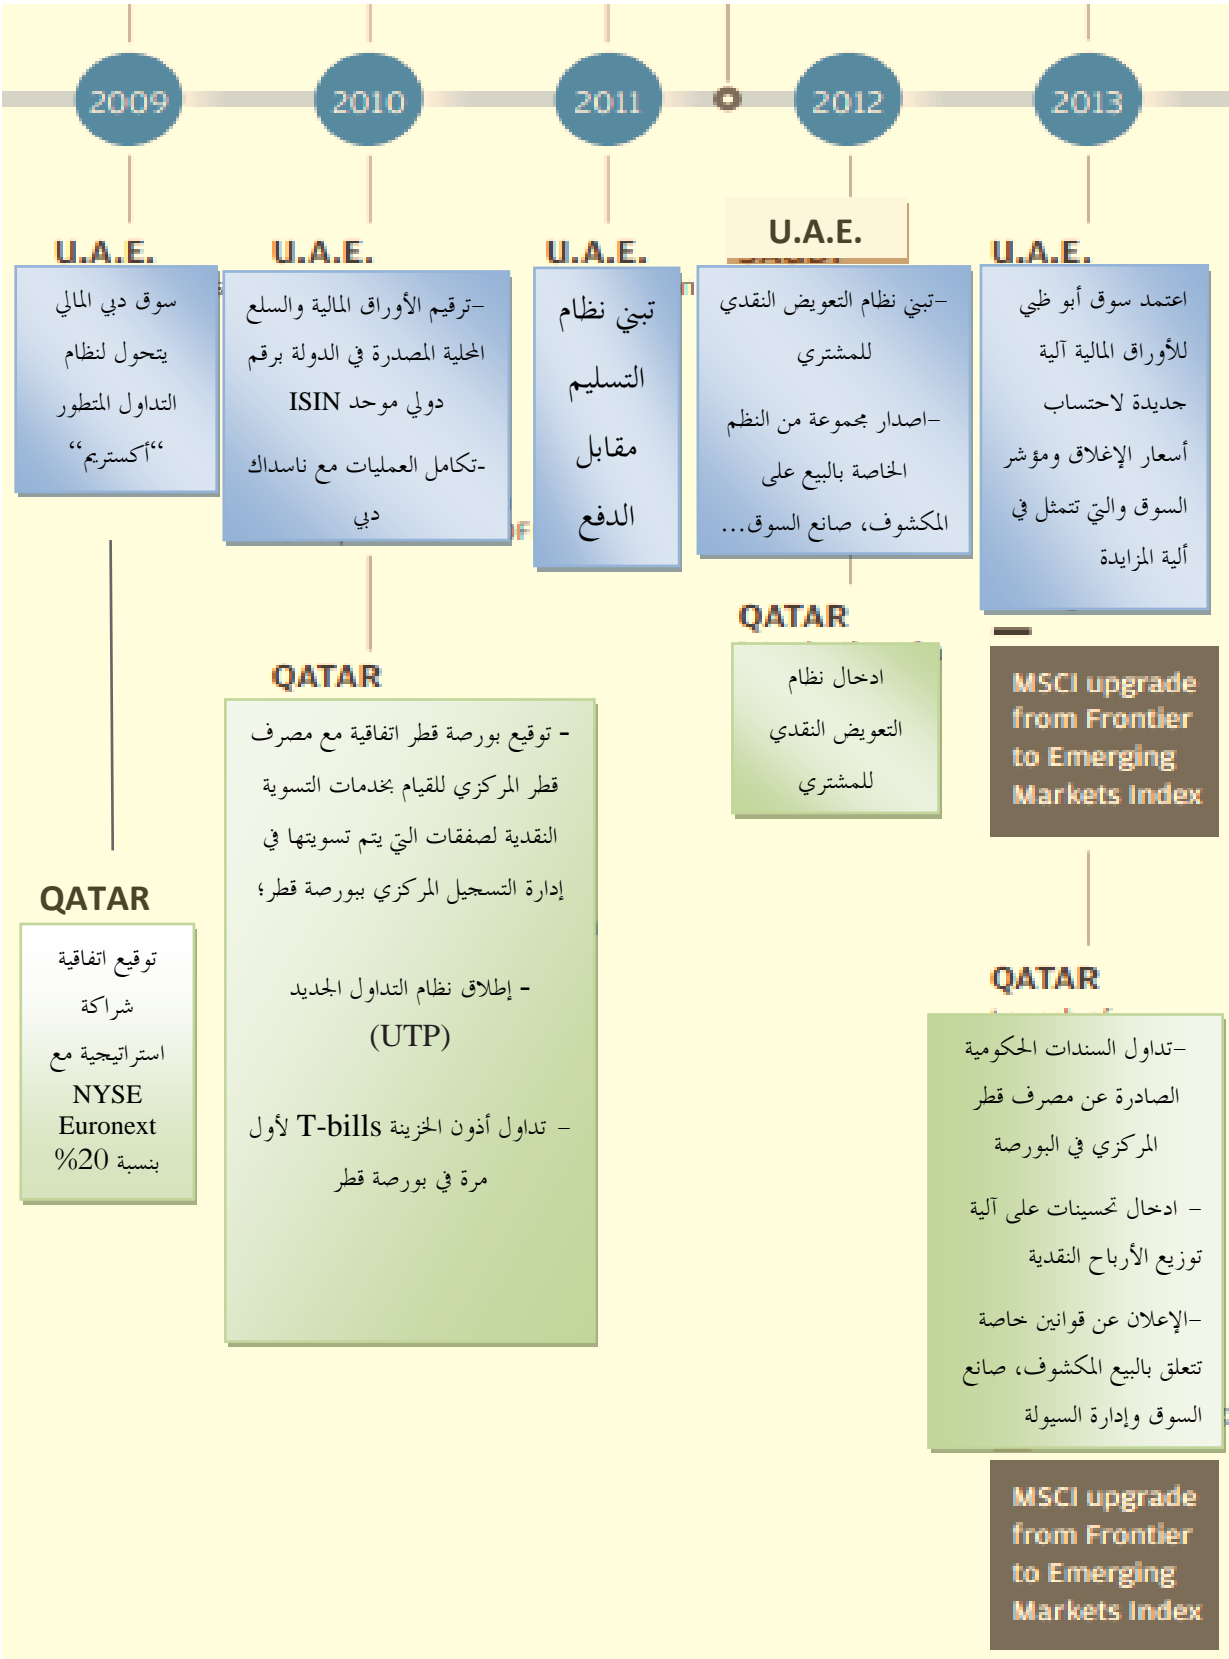 2009
2010
2011
2012
2013
U.A.E.
سوق دبي المالي
يتحول لنظام
التداول المتطور
“أكستريم“
U.A.E.
-ترقيم الأوراق المالية والسلع
المحلية المصدرة في الدولة برقم
دولي موحد ISIN
-تكامل العمليات مع ناسداك
دبي
U.A.E.
تبني نظام
التسليم
مقابل
الدفع
U.A.E.
-تبني نظام التعويض النقدي
للمشتري
-اصدار مجموعة من النظم
الخاصة بالبيع على
المكشوف، صانع السوق...
U.A.E.
اعتمد سوق أبو ظبي
للأوراق المالية آلية
جديدة لاحتساب
أسعار الإغلاق ومؤشر
السوق والتي تتمثل في
ألية المزايدة
MSCI upgrade
from Frontier
to Emerging
Markets Index
QATAR
توقيع اتفاقية
شراكة
استراتيجية مع
NYSE
Euronext
بنسبة 20%
QATAR
- توقيع بورصة قطر اتفاقية مع مصرف
قطر المركزي للقيام بخدمات التسوية
النقدية لصفقات التي يتم تسويتها في
إدارة التسجيل المركزي ببورصة قطر؛
- إطلاق نظام التداول الجديد
(UTP)
- تداول أذون الخزينة T-bills لأول
مرة في بورصة قطر
QATAR
ادخال نظام
التعويض النقدي
للمشتري
QATAR
-تداول السندات الحكومية
الصادرة عن مصرف قطر
المركزي في البورصة
- ادخال تحسينات على آلية
توزيع الأرباح النقدية
-الإعلان عن قوانين خاصة
تتعلق بالبيع المكشوف، صانع
السوق وإدارة السيولة
MSCI upgrade
from Frontier
to Emerging
Markets Index